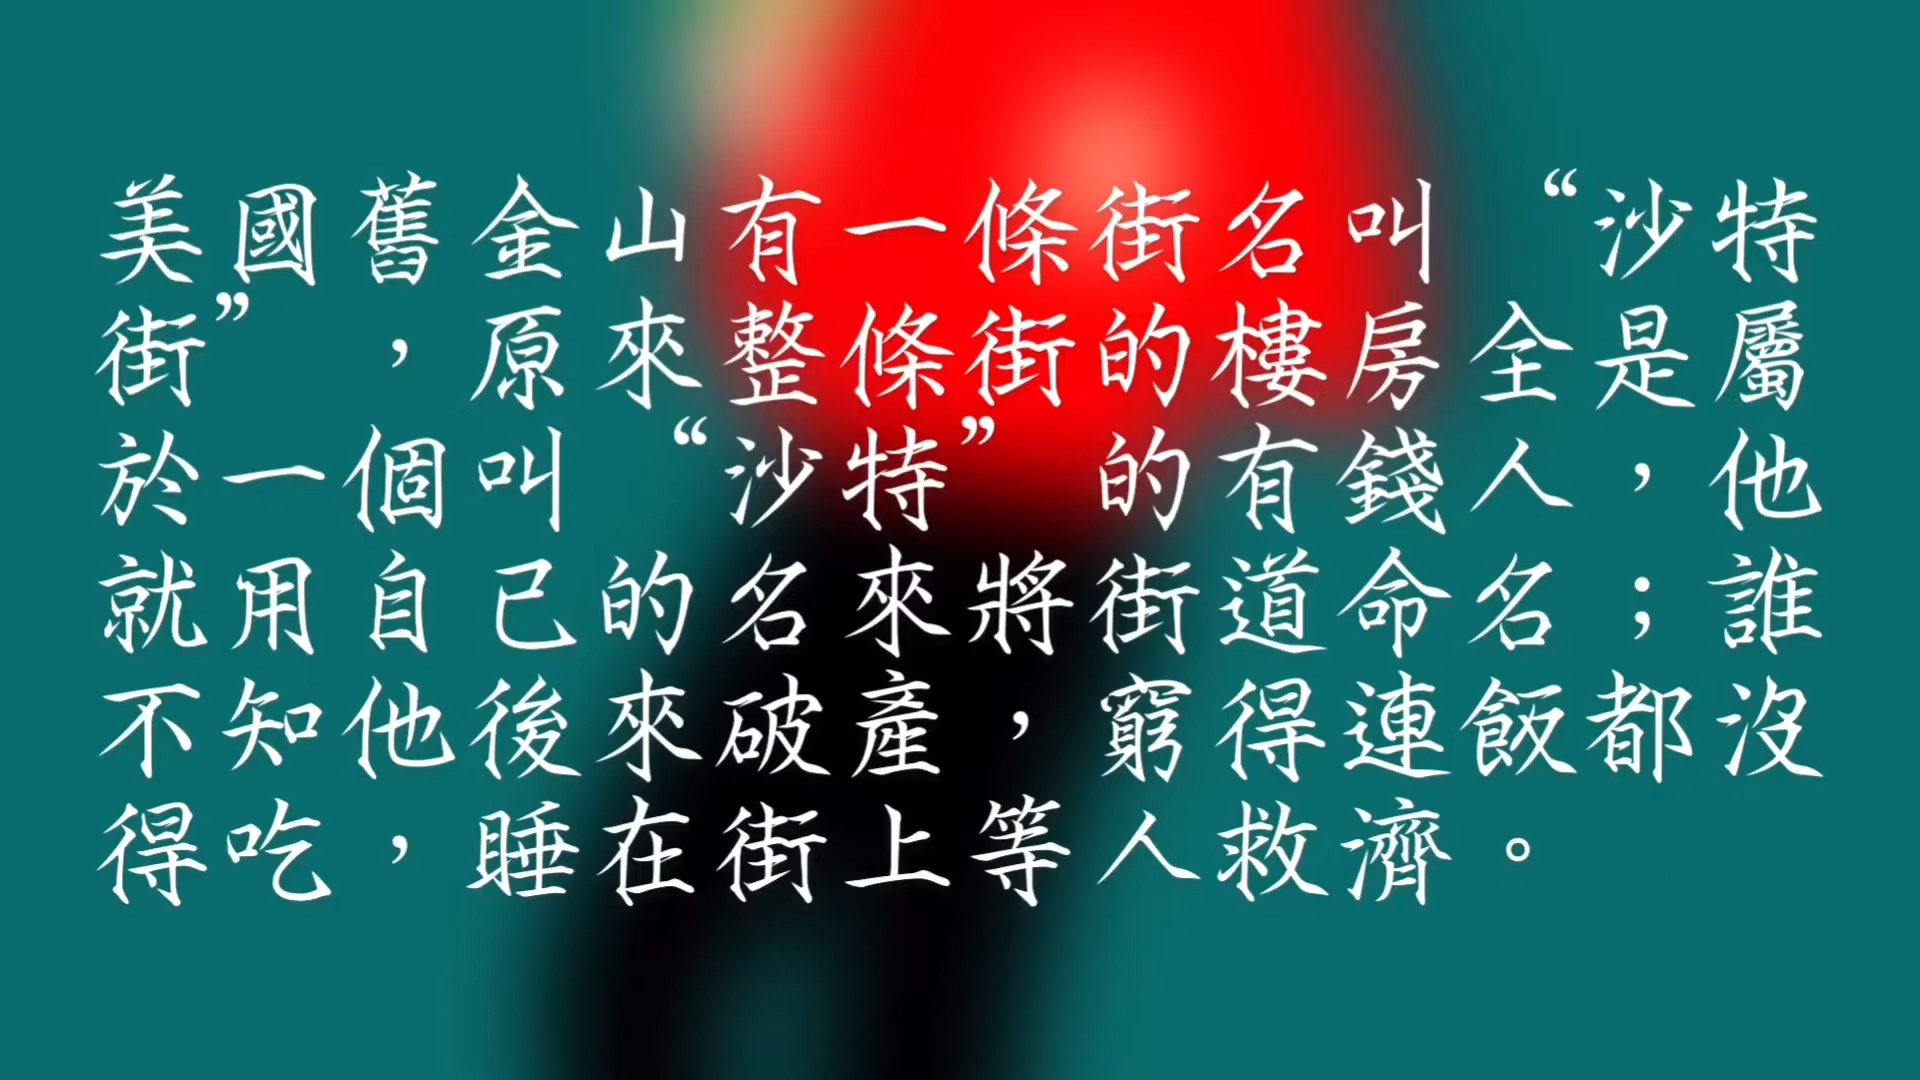 美國舊金山有一條街名叫“沙特
街”,原來整條街的樓房全是屬
於一個叫“沙特”的有錢人,他
就用自己的名來將街道命名;誰
不知他後來破產,窮得連飯都沒
得吃,睡在街上等人救濟。